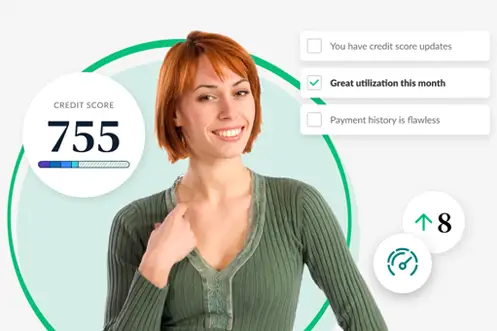 You have credit score updates
CREDIT SCORE
755
Great utilization this month
Payment history is flawless
8